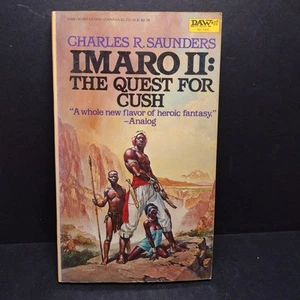 DAW
CHARLES R. SAUNDERS
IMARO II:
THE QUEST FOR
CUSH
"A whole new flavor of heroic fantasy."
—Analog